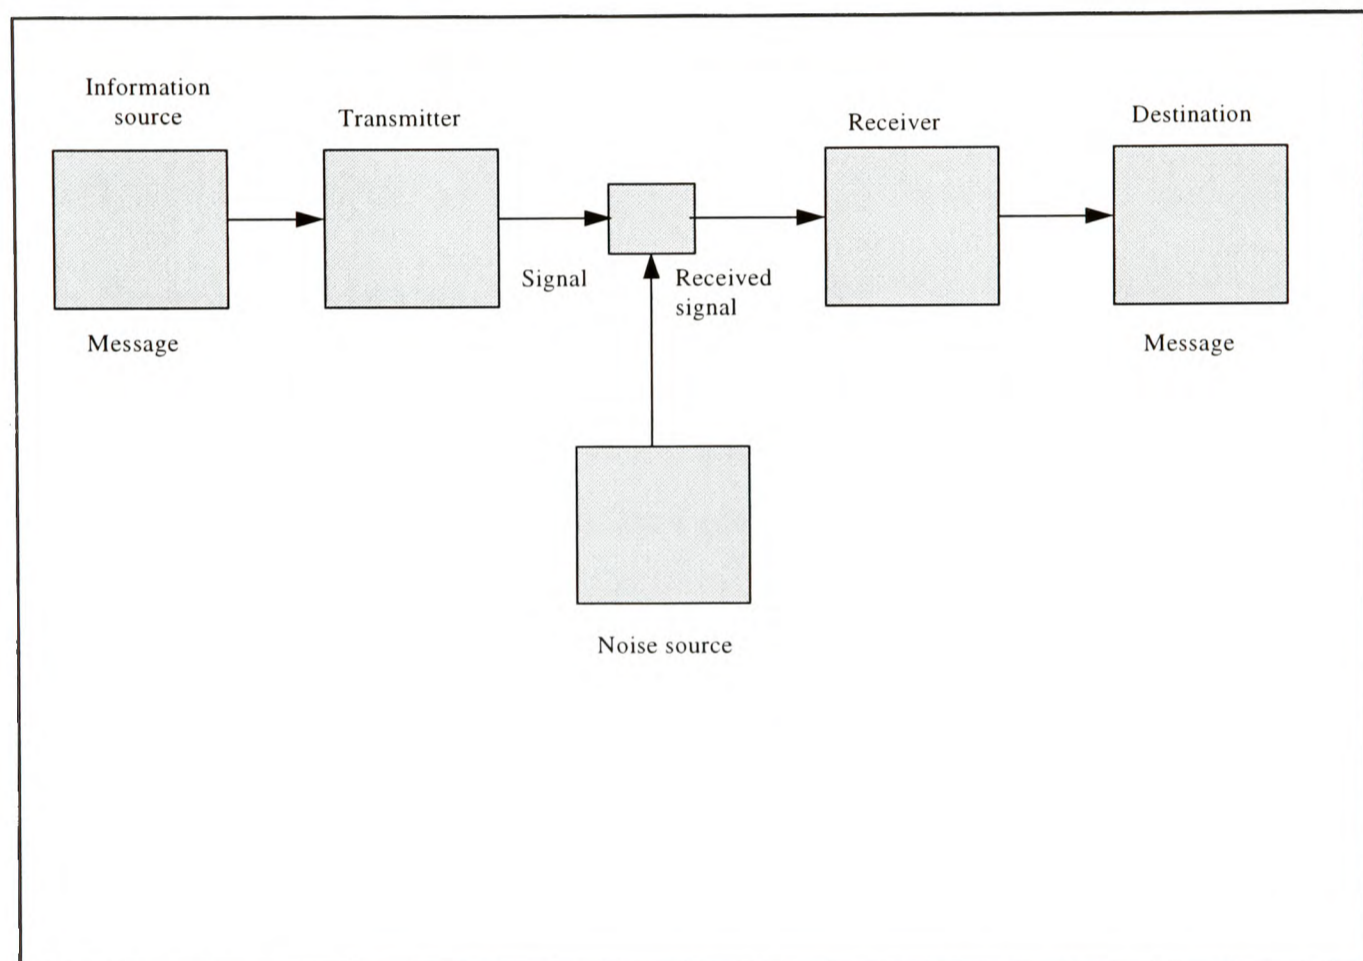 Information
source
Transmitter
Receiver
Destination
Signal
Received
signal
Message
Message
Noise source